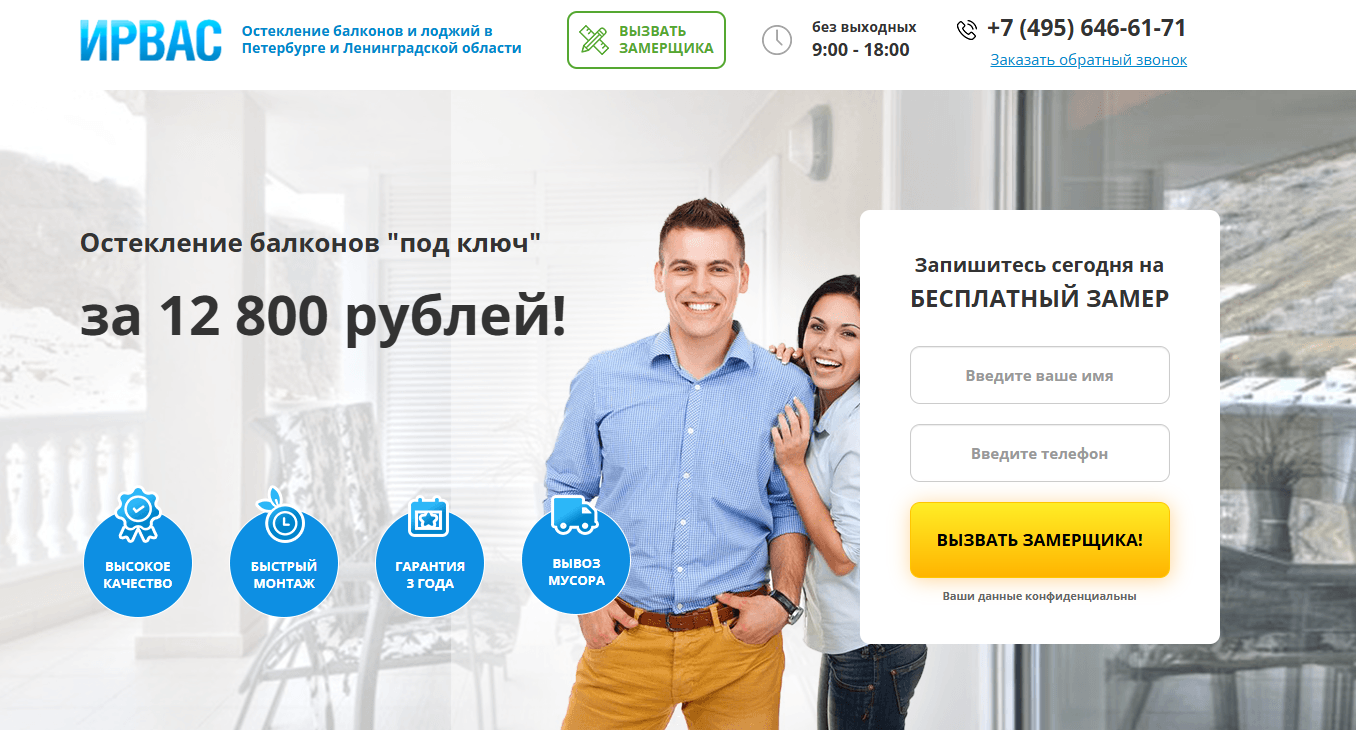 ИРВАС
Остекление балконов и лоджий в
Петербурге и Ленинградской области
ВЫЗВАТЬ
ЗАМЕРЩИКА
без выходных
9:00 - 18:00
+7 (495) 646-61-71
Заказать обратный звонок
Остекление балконов "под ключ"
за 12 800 рублей!
ВЫСОКОЕ
КАЧЕСТВО
БЫСТРЫЙ
МОНТАЖ
ГАРАНТИЯ
3 ГОДА
ВЫВОЗ
МУСОРА
Запишитесь сегодня на
БЕСПЛАТНЫЙ ЗАМЕР
Введите ваше имя
Введите телефон
ВЫЗВАТЬ ЗАМЕРЩИКА!
Ваши данные конфиденциальны